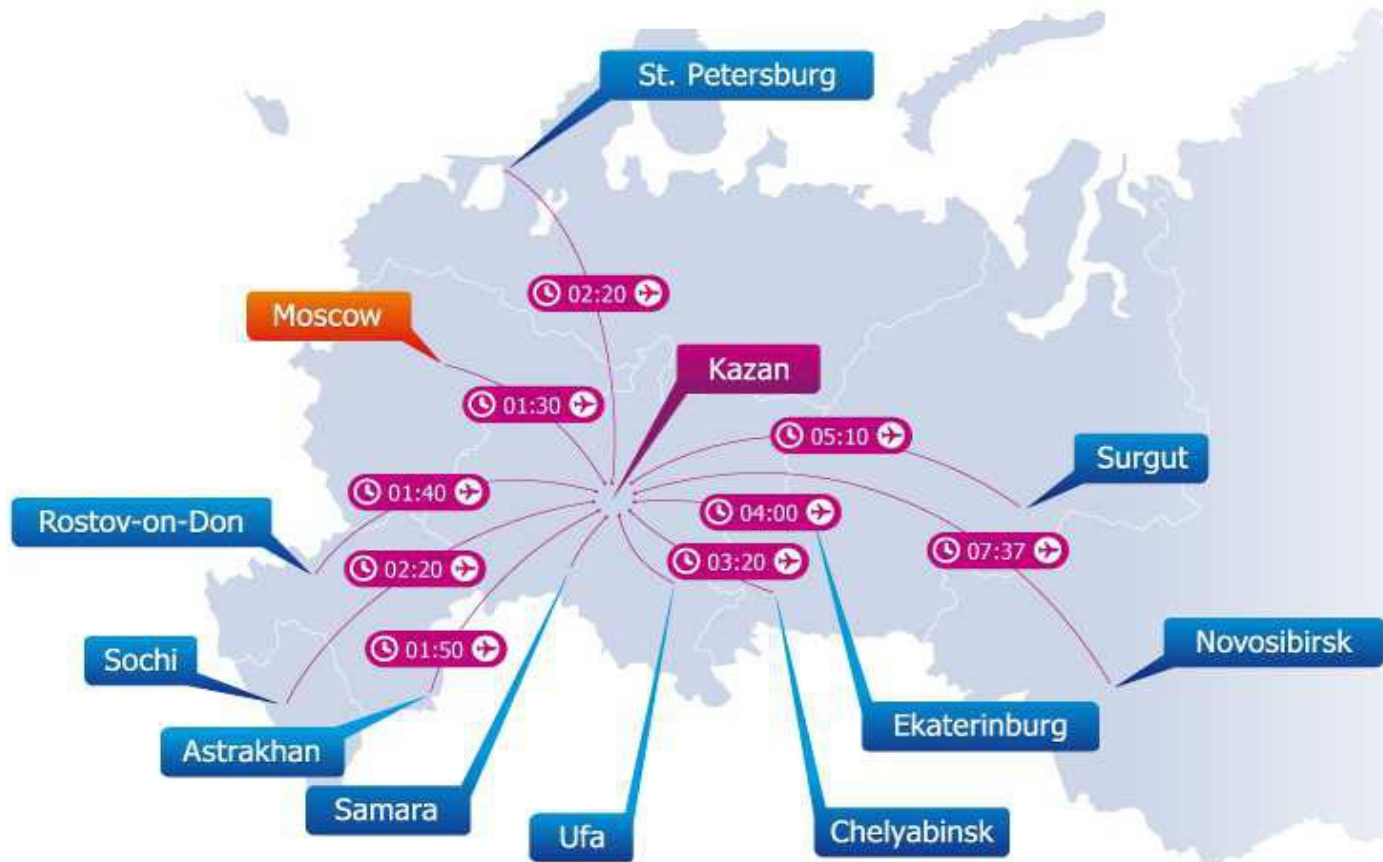 St. Petersburg
02:20
Moscow
Kazan
01:30
05:10
Surgut
01:40
Rostov-on-Don
04:00
07:37
02:20
03:20
01:50
Sochi
Novosibirsk
Astrakhan
Ekaterinburg
Samara
Ufa
Chelyabinsk